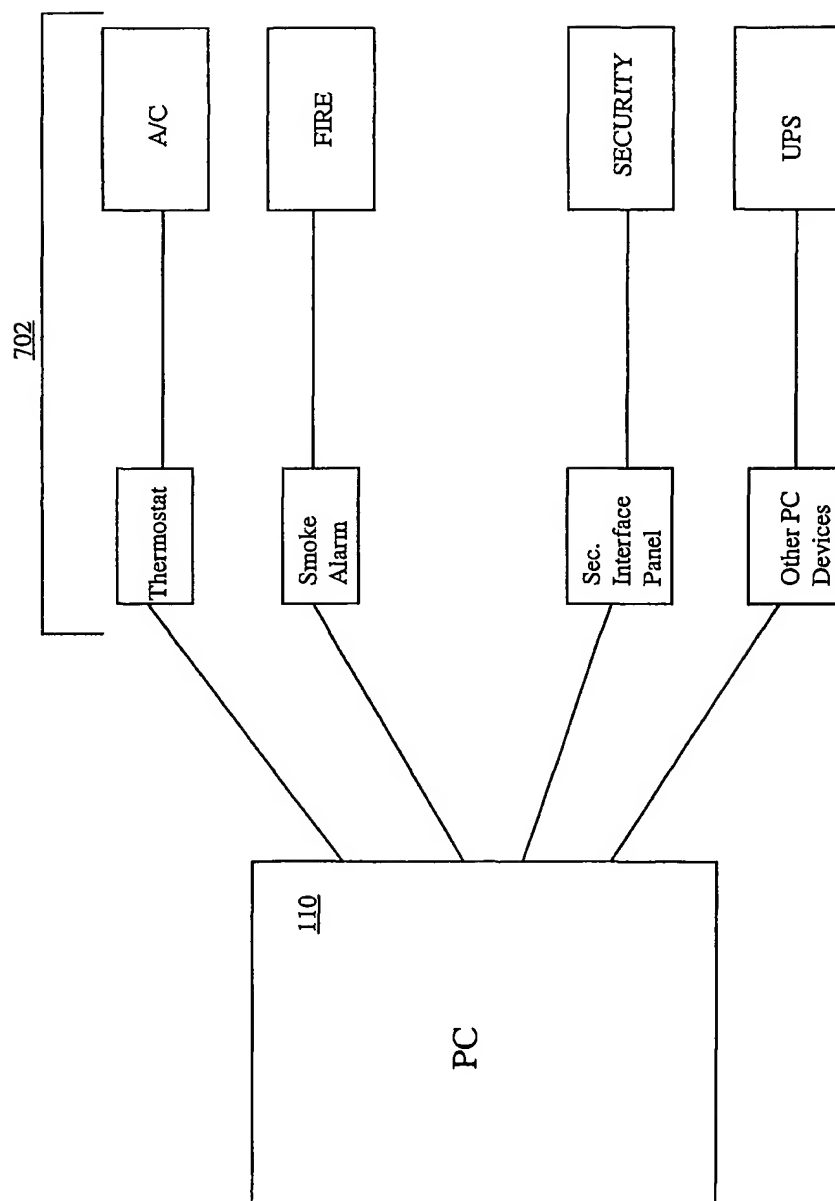 702
A/C
FIRE
SECURITY
UPS
Thermostat
Smoke
Alarm
Sec.
Interface
Panel
Other PC
Devices
110
PC